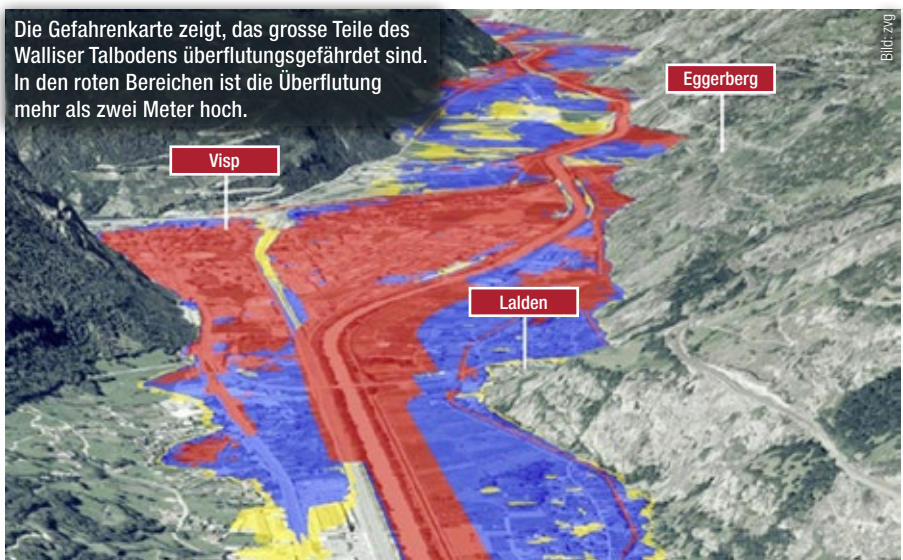 Die Gefahrenkarte zeigt, das grosse Teile des
Walliser Talbodens überflutungsgefährdet sind.
In den roten Bereichen ist die Überflutung
mehr als zwei Meter hoch.
Bild: zvg
Eggerberg
Visp
Lalden